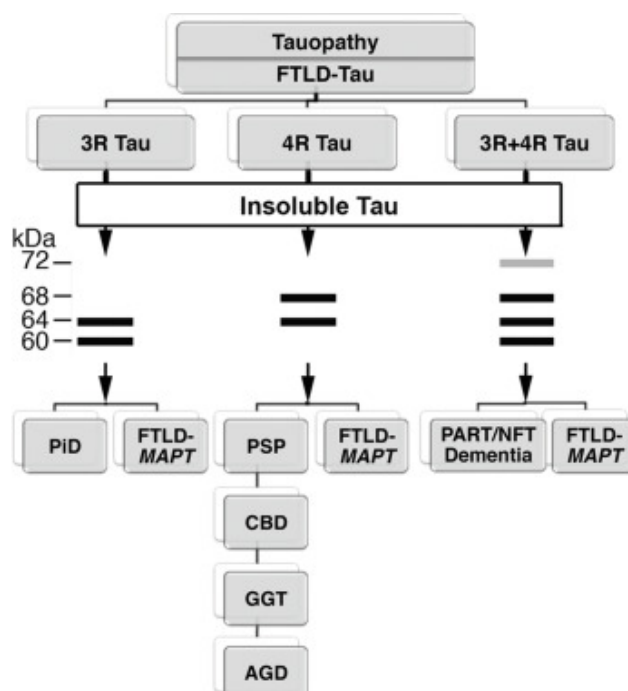 Tauopathy
FTLD-Tau
3R Tau
4R Tau
3R+4R Tau
Insoluble Tau
kDa
72
68
64
60
PiD
FTLD-
MAPT
PSP
FTLD-
MAPT
PART/NFT
Dementia
FTLD-
MAPT
CBD
GGT
AGD